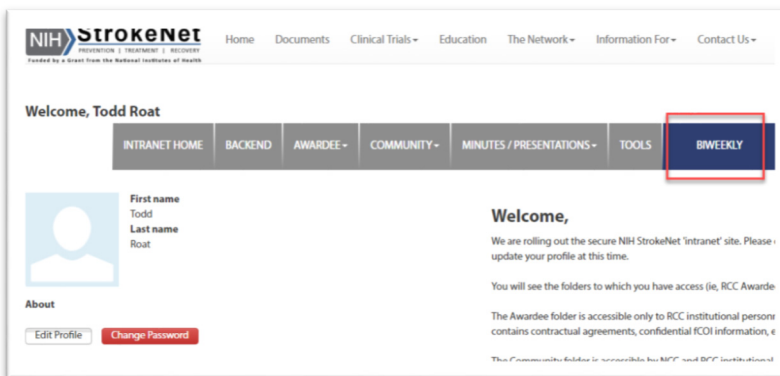 NIH StrokeNet
PREVENTION | TREATMENT | RECOVERY
Funded by a Grant from the National Institutes of Health
Home Documents Clinical Trials Education The Network Information For Contact Us
Welcome, Todd Roat
INTRANET HOME BACKEND AWARDEE COMMUNITY MINUTES / PRESENTATIONS TOOLS BIWEEKLY
First name
Todd
Last name
Roat
About
Edit Profile Change Password
Welcome,
We are rolling out the secure NIH StrokeNet 'intranet' site. Please
update your profile at this time.
You will see the folders to which you have access (ie, RCC Awarde
The Awardee folder is accessible only to RCC institutional personn
contains contractual agreements, confidential fCOI information, e
The Community folder is accessible by NCC and RCC institutional